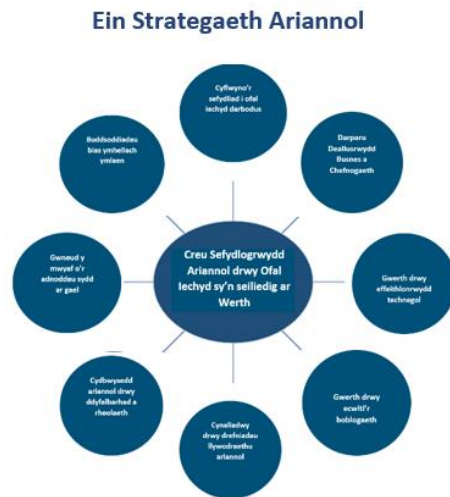 Ein Strategaeth Ariannol
Cyflwyno'r
sefydliad i ofal
iechyd darbodus
Darparu
Deallusrwydd
Busnes a
Chefnogaeth
Gwerth drwy
effeithlonrwydd
technegol
Gwerth drwy
ecwiti'r
boblogaeth
Cynaliadwy
drwy drefniadau
llywodraethu
ariannol
Cydbwysedd
ariannol drwy
ddyfalbarhad a
rheolaeth
Gwneud y
mwyaf o'r
adnoddau sydd
ar gael
Buddsoddiadau
bias ymhellach
ymlaen
Creu Sefydlogrwydd
Ariannol drwy Ofal
Iechyd sy'n seiliedig ar
Werth